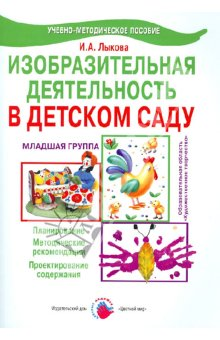 УЧЕБНО-МЕТОДИЧЕСКОЕ ПОСОБИЕ
И.А. Лыкова
ИЗОБРАЗИТЕЛЬНАЯ
ДЕЯТЕЛЬНОСТЬ
В ДЕТСКОМ САДУ
МЛАДШАЯ ГРУППА
Образовательная область
«Художественное творчество»
Планирование
Методические
рекомендации
Проектирование
содержания
Издательский дом
«Цветной мир»